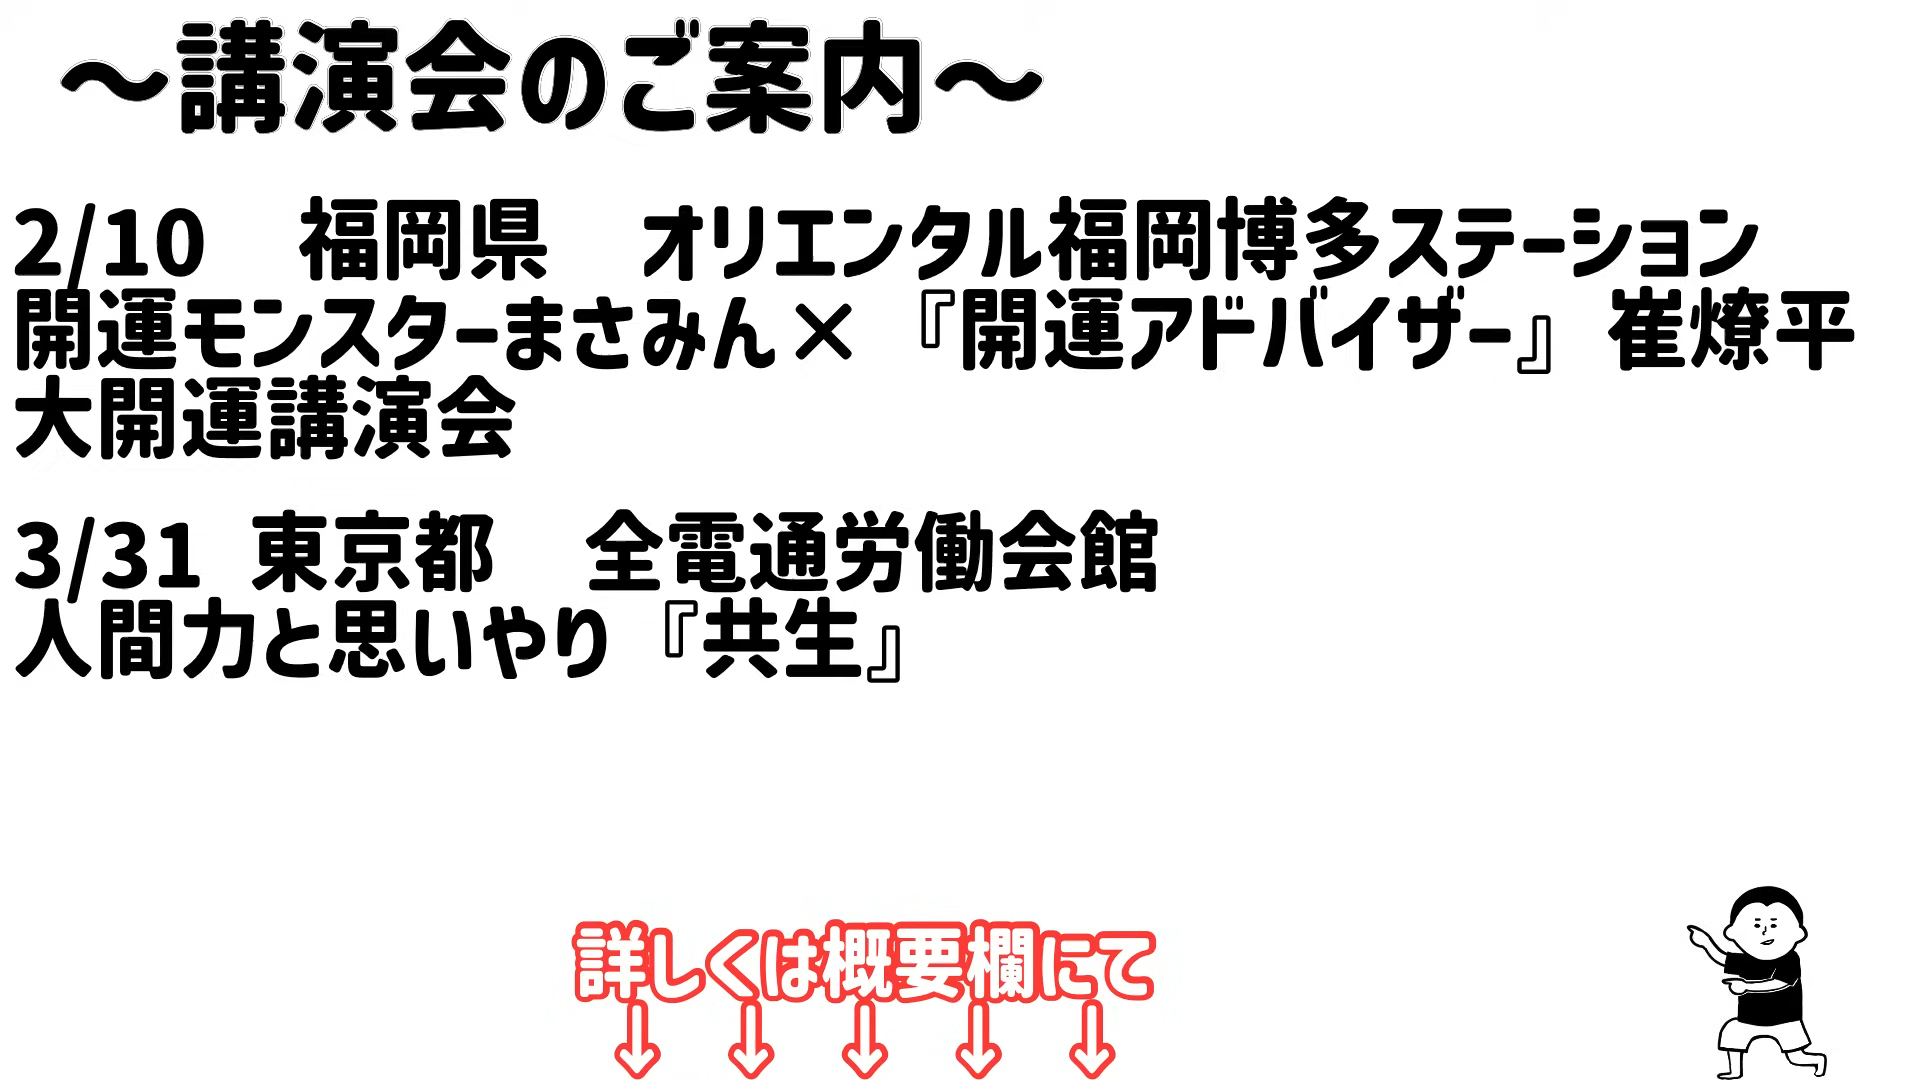 ～講演会のご案内～
2/10　福岡県　オリエンタル福岡博多ステーション
開運モンスターまさみん×『開運アドバイザー』崔燎平
大開運講演会
3/31 東京都　全電通労働会館
人間力と思いやり『共生』
詳しくは概要欄にて
↓ ↓ ↓ ↓ ↓